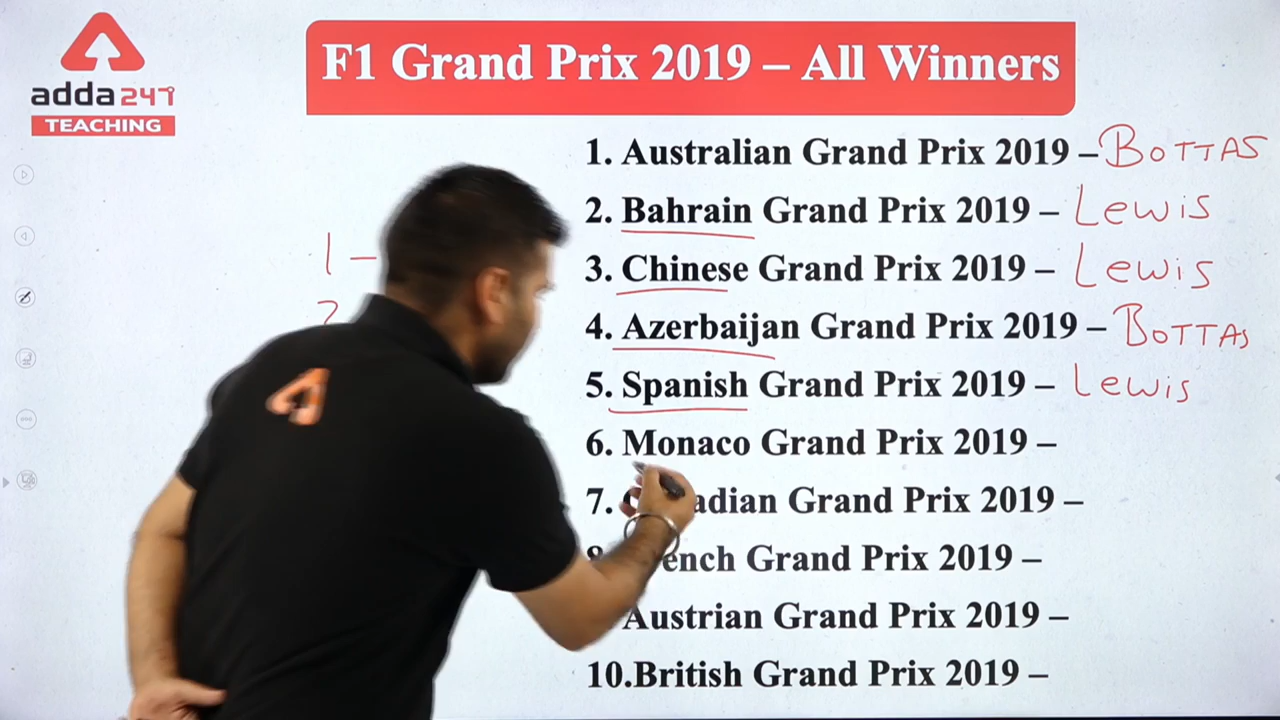 adda 247
TEACHING
F1 Grand Prix 2019 – All Winners
1. Australian Grand Prix 2019 – BOTTAS
2. Bahrain Grand Prix 2019 – Lewis
3. Chinese Grand Prix 2019 – Lewis
4. Azerbaijan Grand Prix 2019 – BOTTAS
5. Spanish Grand Prix 2019 – Lewis
6. Monaco Grand Prix 2019 –
7. adian Grand Prix 2019 –
ench Grand Prix 2019 –
Austrian Grand Prix 2019 –
10.British Grand Prix 2019 –
1 –
2